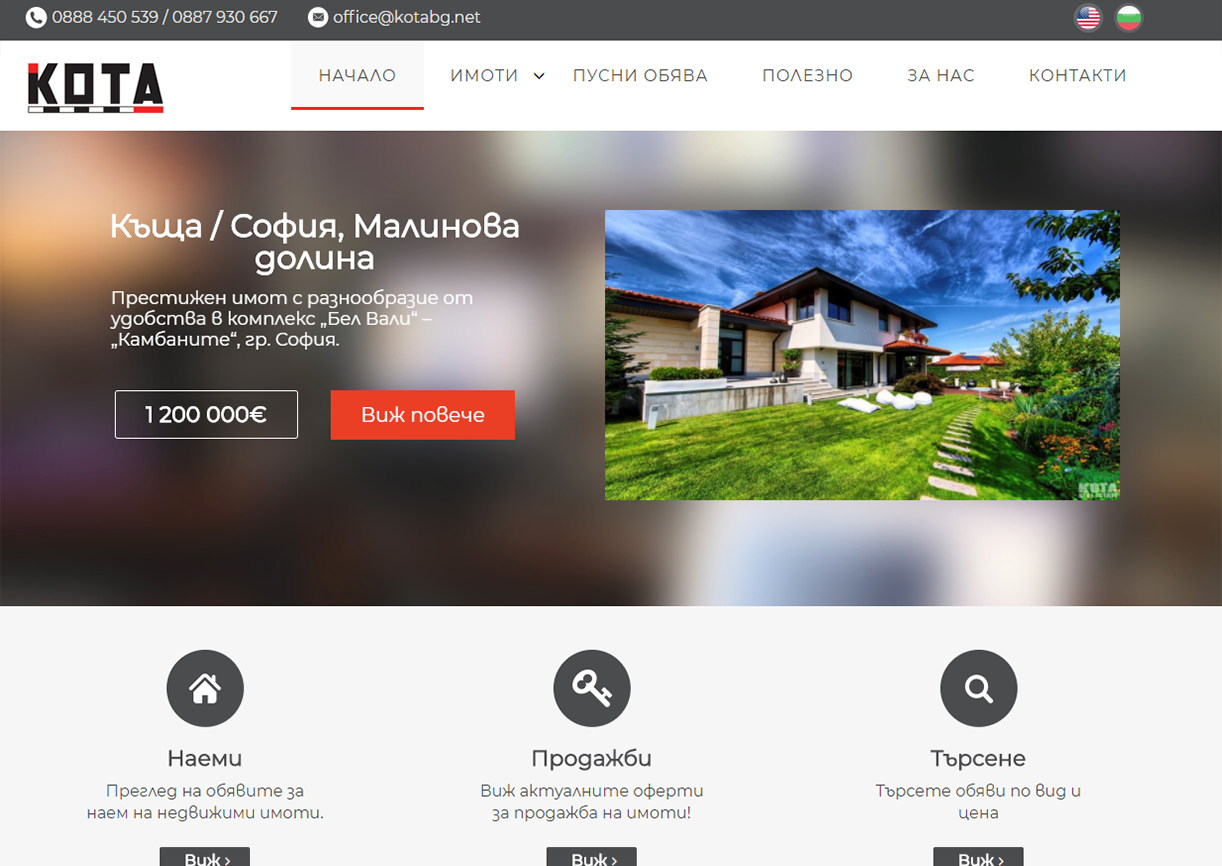 0888 450 539 / 0887 930 667 office@kotabg.net
КОТА
НАЧАЛО ИМОТИ ПУСНИ ОБЯВА ПОЛЕЗНО ЗА НАС КОНТАКТИ
Къща / София, Малинова
долина
Престижен имот с разнообразие от
удобства в комплекс „Бел Вали“ –
„Камбаните“, гр. София.
1 200 000€ Виж повече
КОТА
Наеми
Преглед на обявите за
наем на недвижими имоти.
Виж ›
Продажби
Виж актуалните оферти
за продажба на имоти!
Виж ›
Търсене
Търсете обяви по вид и
цена
Виж ›